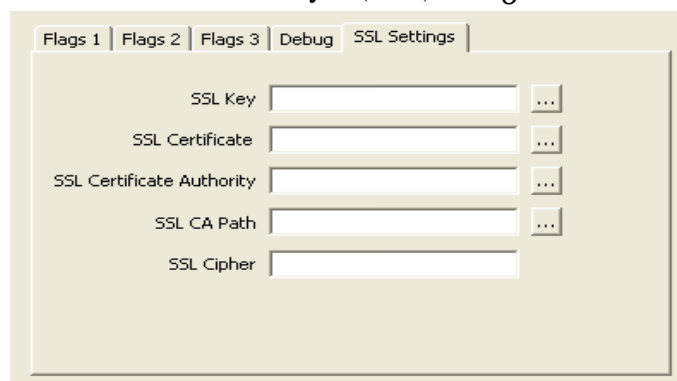 Flags 1 Flags 2 Flags 3 Debug SSL Settings
SSL Key ...
SSL Certificate ...
SSL Certificate Authority ...
SSL CA Path ...
SSL Cipher